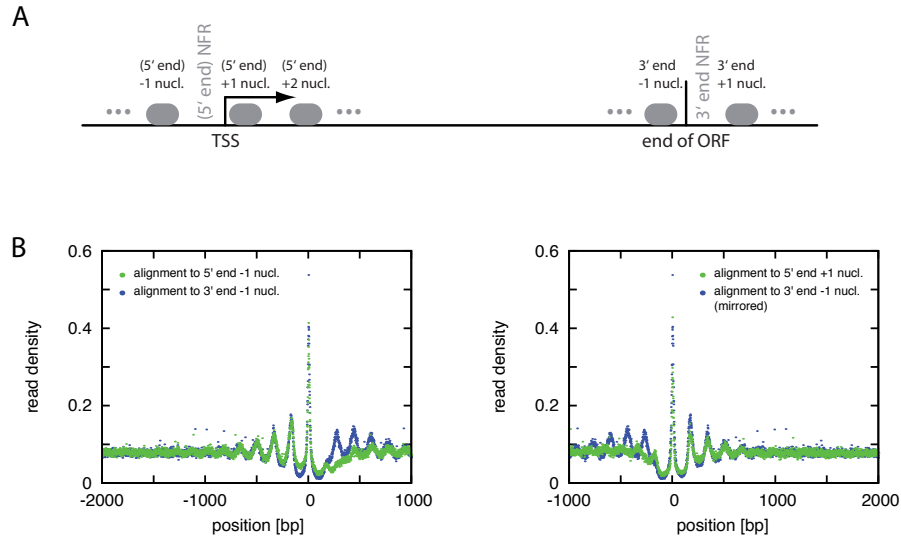 A
(5' end) NFR
3' end NFR
(5' end) (5' end) (5' end) 3' end 3' end
-1 nucl. +1 nucl. +2 nucl. -1 nucl. +1 nucl.
TSS end of ORF
B
0.6
0.4
0.2
0
read density
alignment to 5' end -1 nucl.
alignment to 3' end -1 nucl.
-2000 -1000 0 1000
position [bp]
0.6
0.4
0.2
0
read density
alignment to 5' end +1 nucl.
alignment to 3' end -1 nucl.
(mirrored)
-1000 0 1000 2000
position [bp]